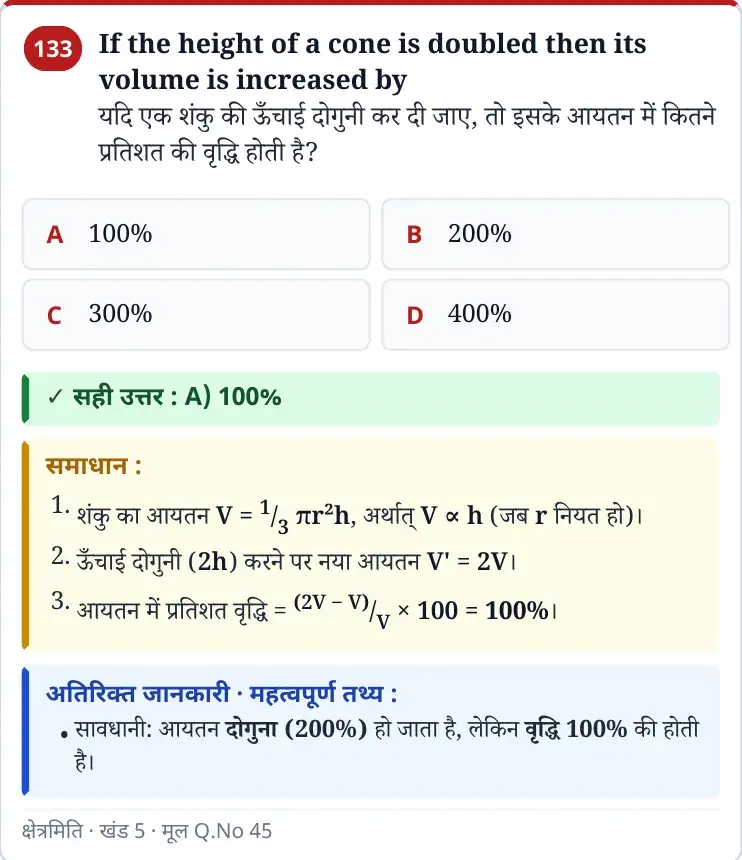 133
If the height of a cone is doubled then its
volume is increased by
यदि एक शंकु की ऊँचाई दोगुनी कर दी जाए, तो इसके आयतन में कितने
प्रतिशत की वृद्धि होती है?
A 100%
B 200%
C 300%
D 400%
✓ सही उत्तर : A) 100%
समाधान :
1. शंकु का आयतन V = ¹/₃ πr²h, अर्थात् V ∝ h (जब r नियत हो)।
2. ऊँचाई दोगुनी (2h) करने पर नया आयतन V' = 2V।
3. आयतन में प्रतिशत वृद्धि = (2V − V)/V × 100 = 100%।
अतिरिक्त जानकारी · महत्वपूर्ण तथ्य :
• सावधानी: आयतन दोगुना (200%) हो जाता है, लेकिन वृद्धि 100% की होती
है।
क्षेत्रमिति · खंड 5 · मूल Q.No 45